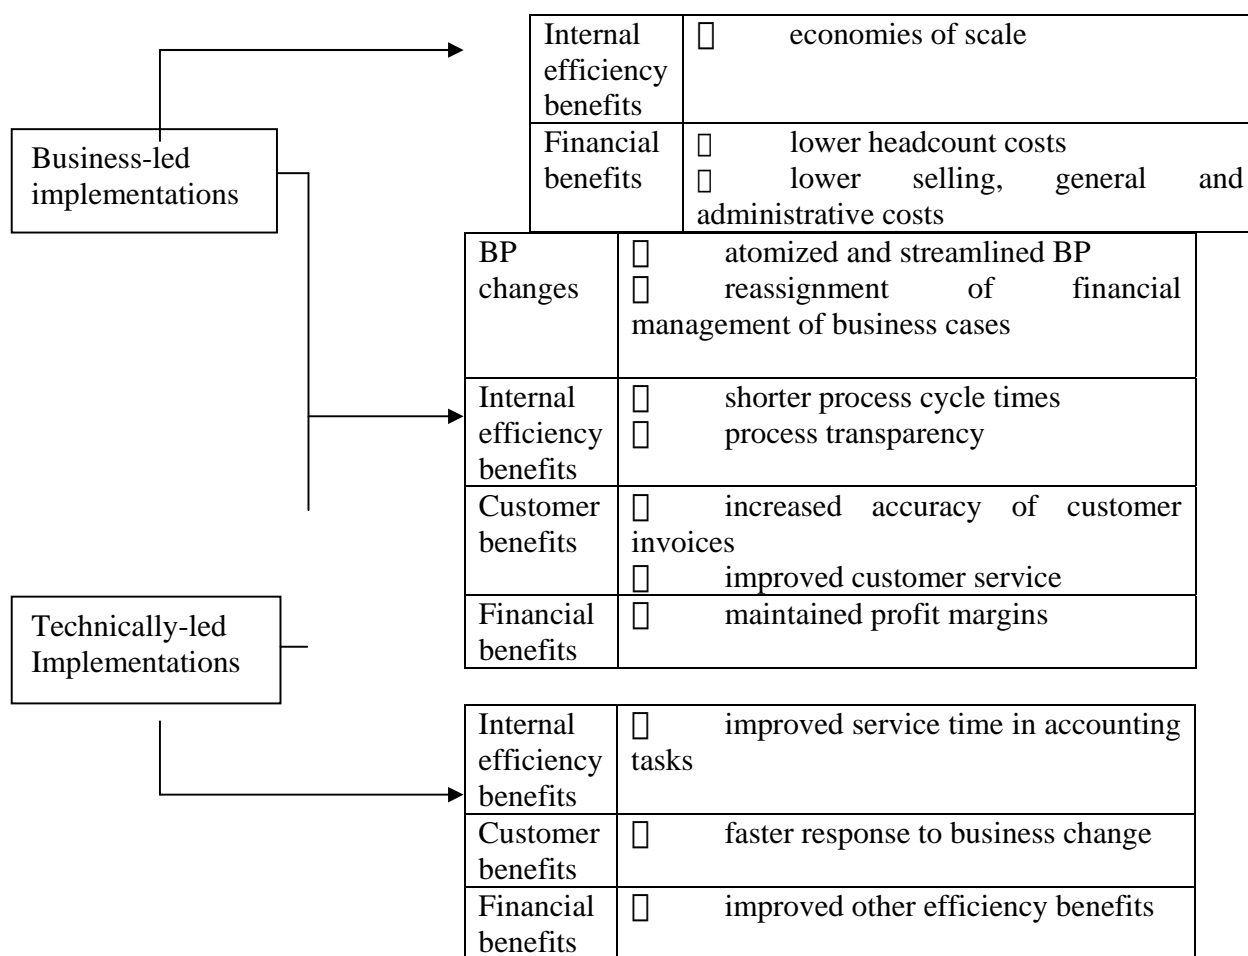 Business-led
implementations
Internal
efficiency
benefits
economies of scale
Financial
benefits
lower headcount costs
lower selling, general and
administrative costs
BP
changes
atomized and streamlined BP
reassignment of financial
management of business cases
Internal
efficiency
benefits
shorter process cycle times
process transparency
Customer
benefits
increased accuracy of customer
invoices
improved customer service
Financial
benefits
maintained profit margins
Technically-led
Implementations
Internal
efficiency
benefits
improved service time in accounting
tasks
Customer
benefits
faster response to business change
Financial
benefits
improved other efficiency benefits